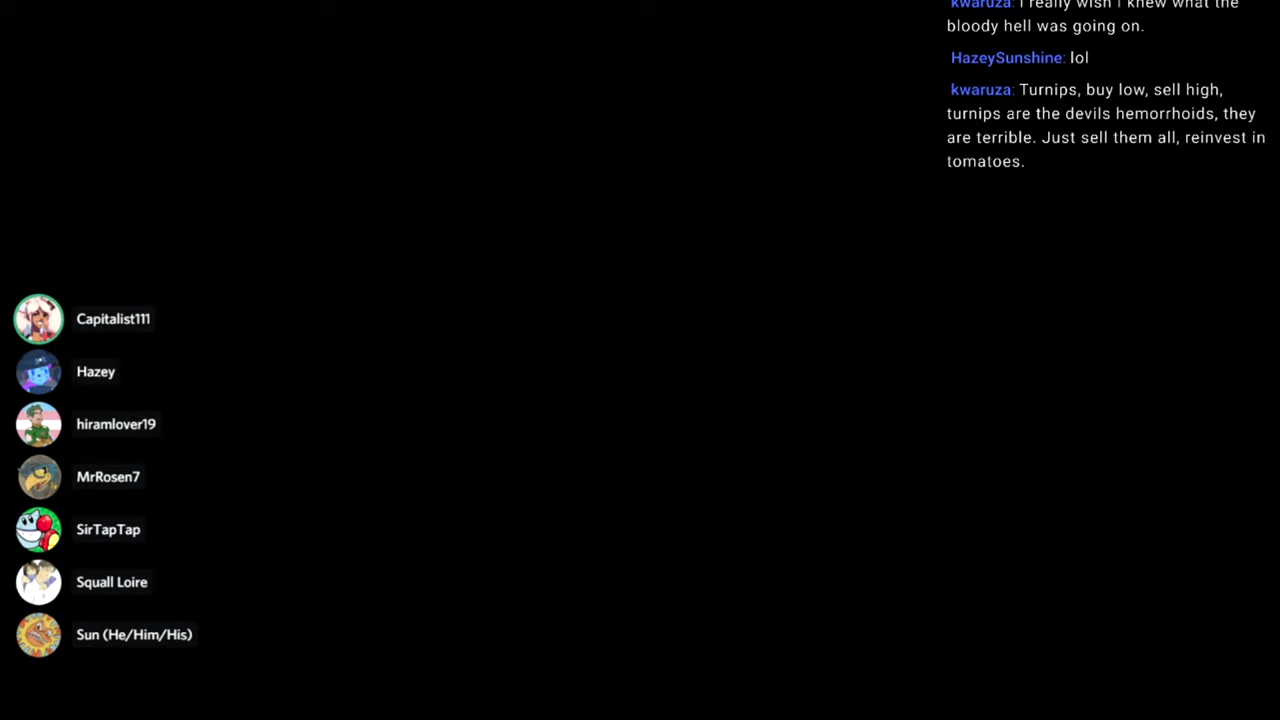 kwaruza: I really wish I knew what the
bloody hell was going on.
HazeySunshine: lol
kwaruza: Turnips, buy low, sell high,
turnips are the devils hemorrhoids, they
are terrible. Just sell them all, reinvest in
tomatoes.
Capitalist111
Hazey
hiramlover19
MrRosen7
SirTapTap
Squall Loire
Sun (He/Him/His)